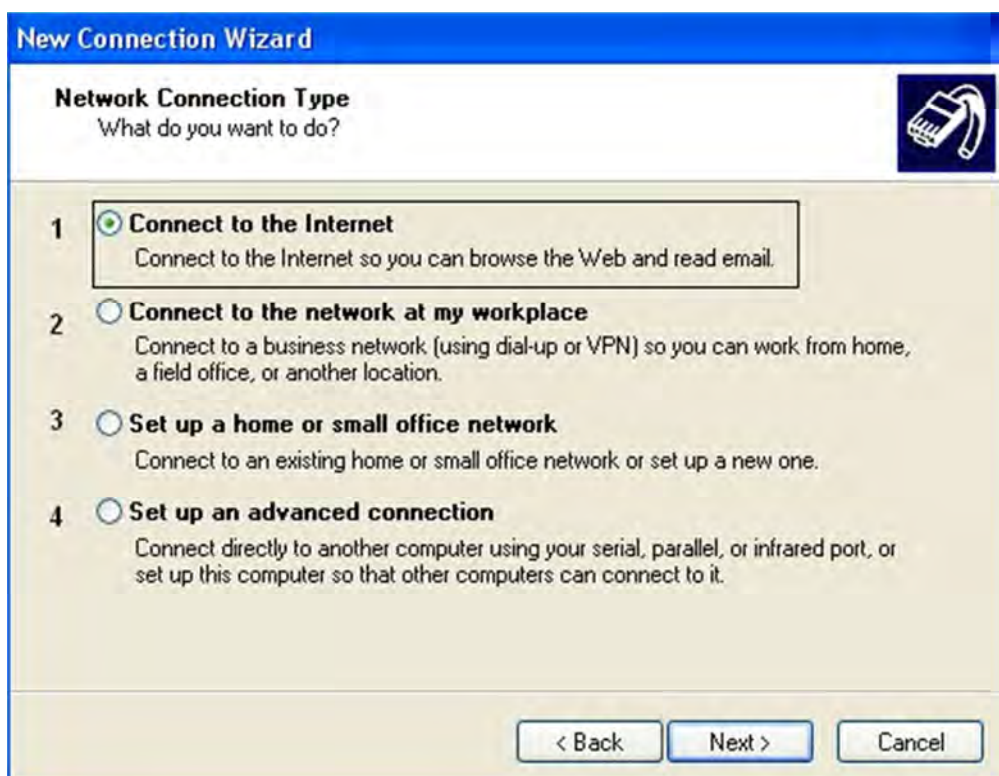 New Connection Wizard
Network Connection Type
What do you want to do?
1 Connect to the Internet
Connect to the Internet so you can browse the Web and read email.
2 Connect to the network at my workplace
Connect to a business network (using dial-up or VPN) so you can work from home,
a field office, or another location.
3 Set up a home or small office network
Connect to an existing home or small office network or set up a new one.
4 Set up an advanced connection
Connect directly to another computer using your serial, parallel, or infrared port, or
set up this computer so that other computers can connect to it.
< Back Next > Cancel